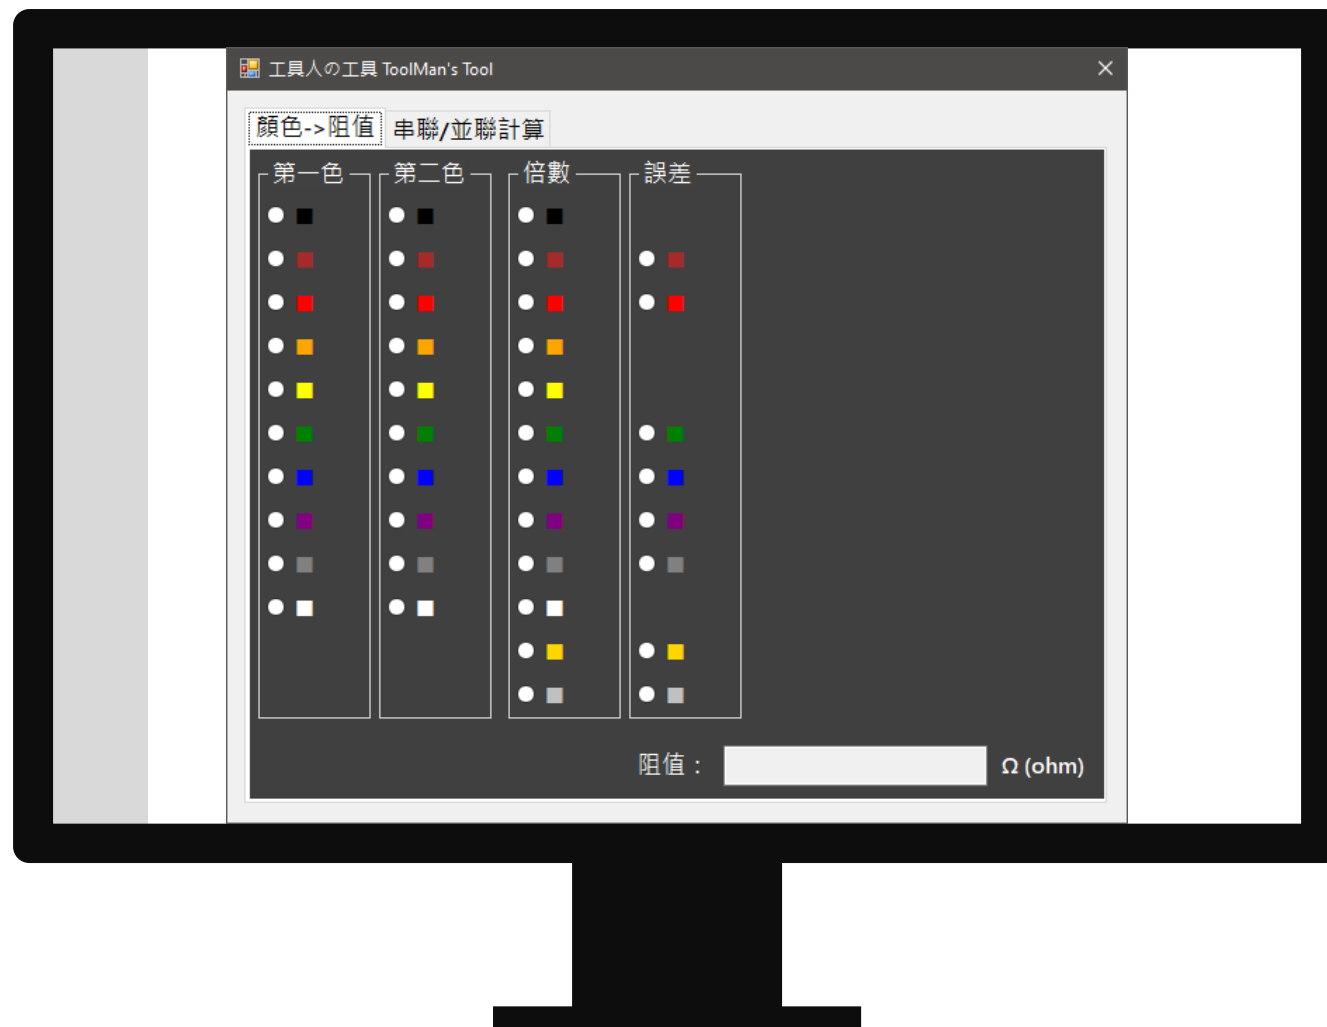 工具人の工具 ToolMan's Tool
顏色->阻值 串聯/並聯計算
第一色 第二色 倍數 誤差
阻值： Ω (ohm)